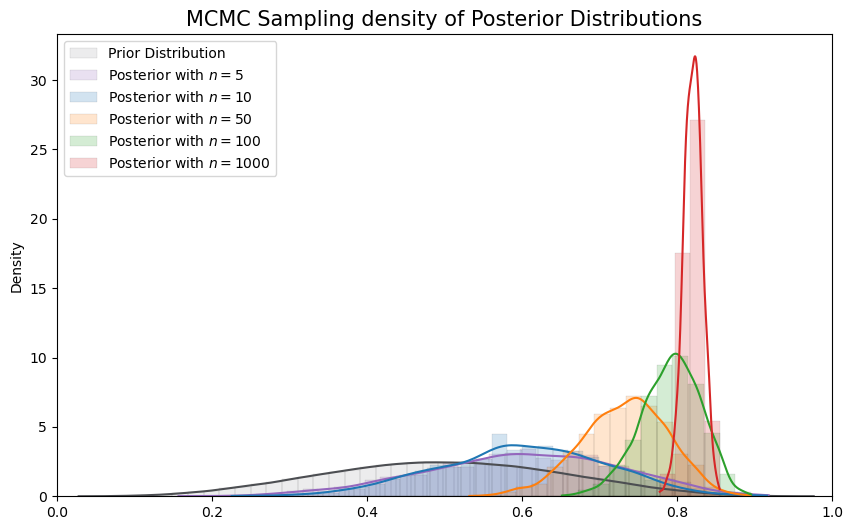 MCMC Sampling density of Posterior Distributions
Prior Distribution
Posterior with n = 5
Posterior with n = 10
Posterior with n = 50
Posterior with n = 100
Posterior with n = 1000
Density
30
25
20
15
10
5
0
0.0 0.2 0.4 0.6 0.8 1.0